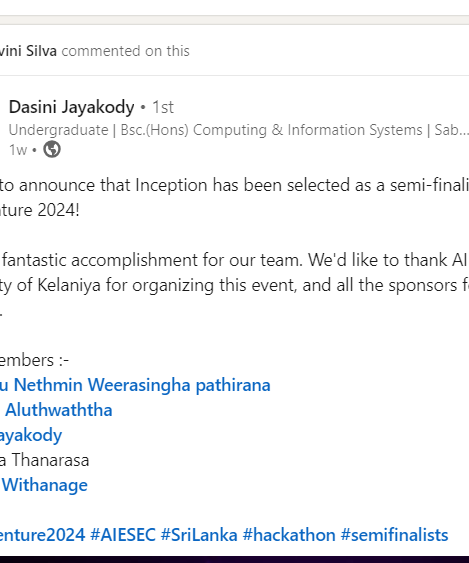 vini Silva commented on this
Dasini Jayakody • 1st
Undergraduate | Bsc.(Hons) Computing & Information Systems | Sab...
1w •
to announce that Inception has been selected as a semi-finali
ture 2024!
fantastic accomplishment for our team. We'd like to thank AI
ty of Kelaniya for organizing this event, and all the sponsors f
.
embers :-
u Nethmin Weerasingha pathirana
Aluthwaththa
ayakody
a Thanarasa
Withanage
enture2024 #AIESEC #SriLanka #hackathon #semifinalists